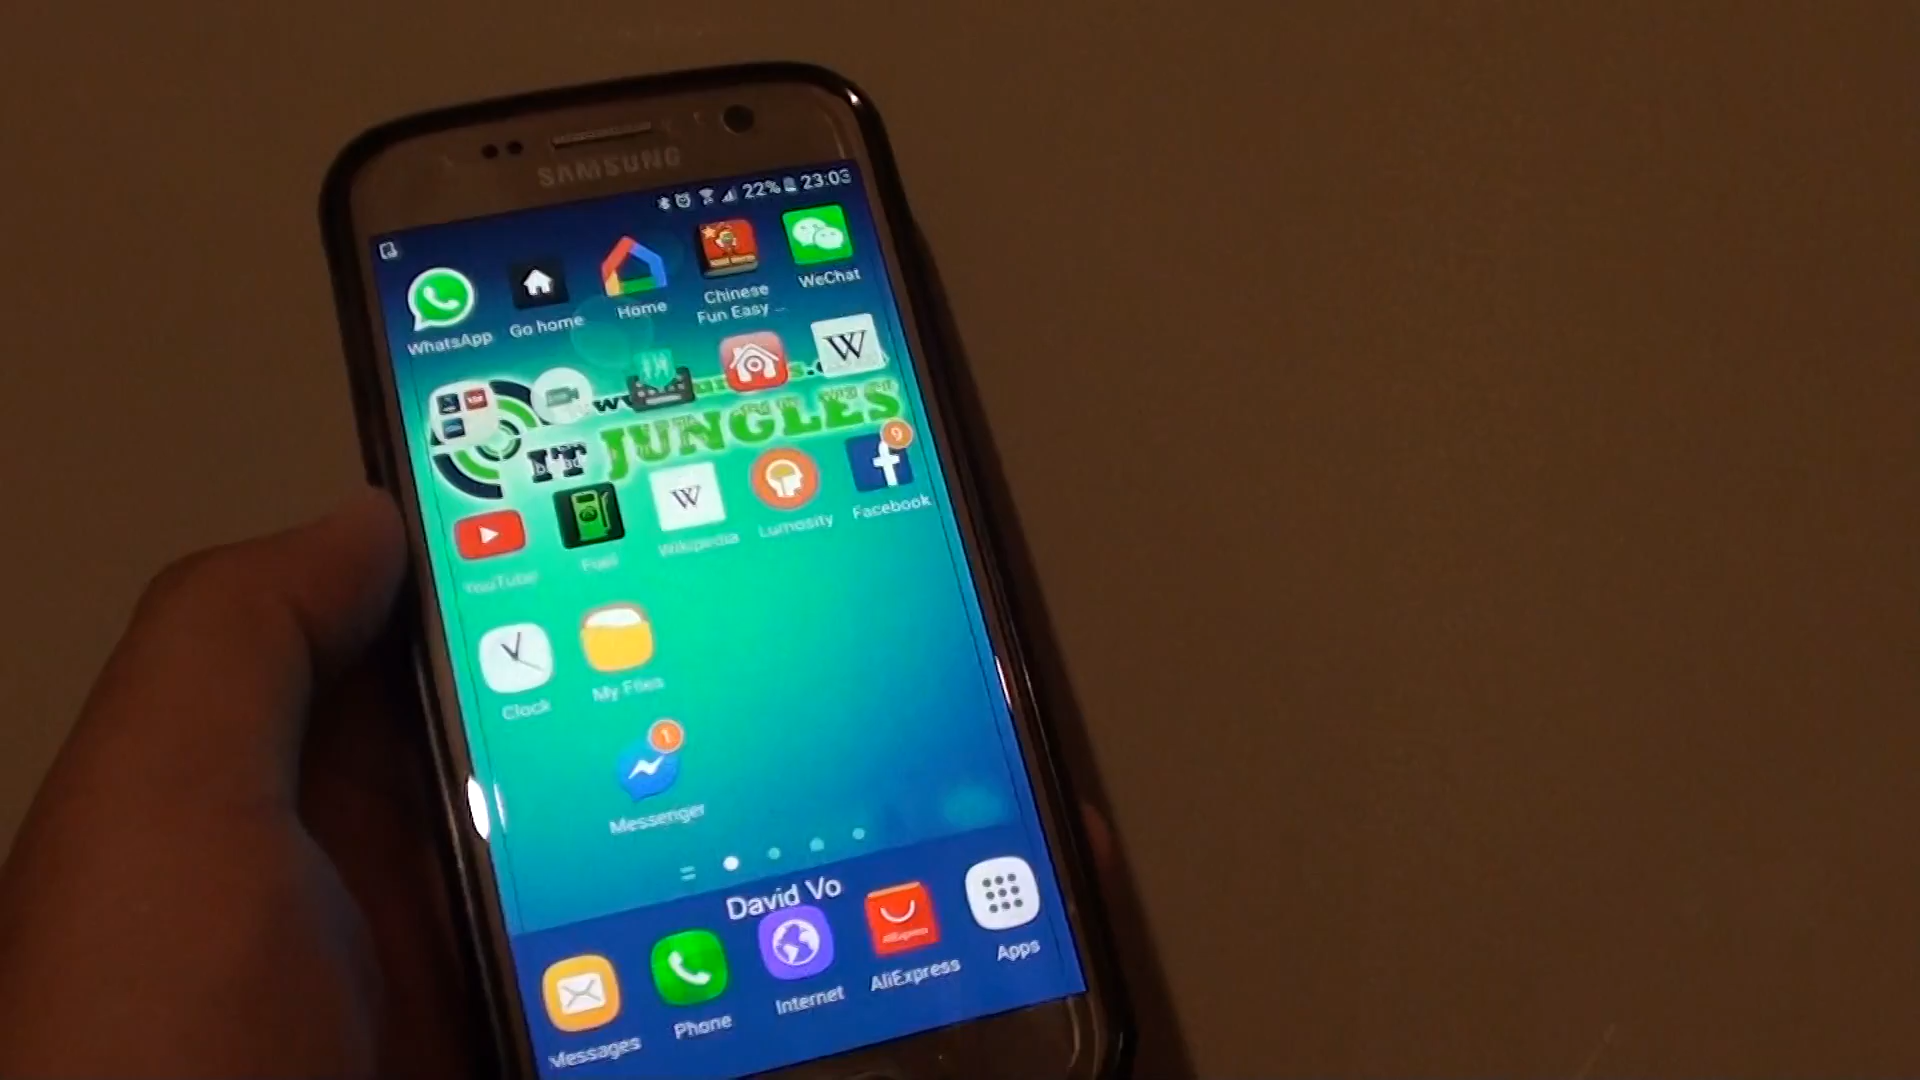 SAMSUNG
22% 23:03
WhatsApp
Go home
Home
Chinese
Fun Easy ...
WeChat
W
IT JUNGLES
9
YouTube
Fuel
W
Wikipedia
Lumosity
Facebook
Clock
My Files
1
Messenger
David Vo
Messages
Phone
Internet
AliExpress
AliExpress
Apps